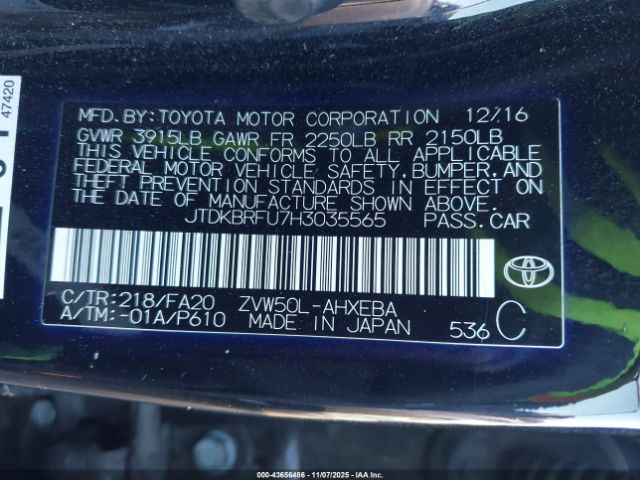 MFD.BY:TOYOTA MOTOR CORPORATION 12/16
GVWR 3915LB GAWR FR 2250LB RR 2150LB
THIS VEHICLE CONFORMS TO ALL APPLICABLE
FEDERAL MOTOR VEHICLE SAFETY,BUMPER,AND
THEFT PREVENTION STANDARDS IN EFFECT ON
THE DATE OF MANUFACTURE SHOWN ABOVE.
JTDKBRFU7H3035565 PASS.CAR
C/TR:218/FA20 ZVW50L-AHXEBA
A/TM:-01A/P610 MADE IN JAPAN 536 C
47420
000-43656486 - 11/07/2025 - IAAI.COM